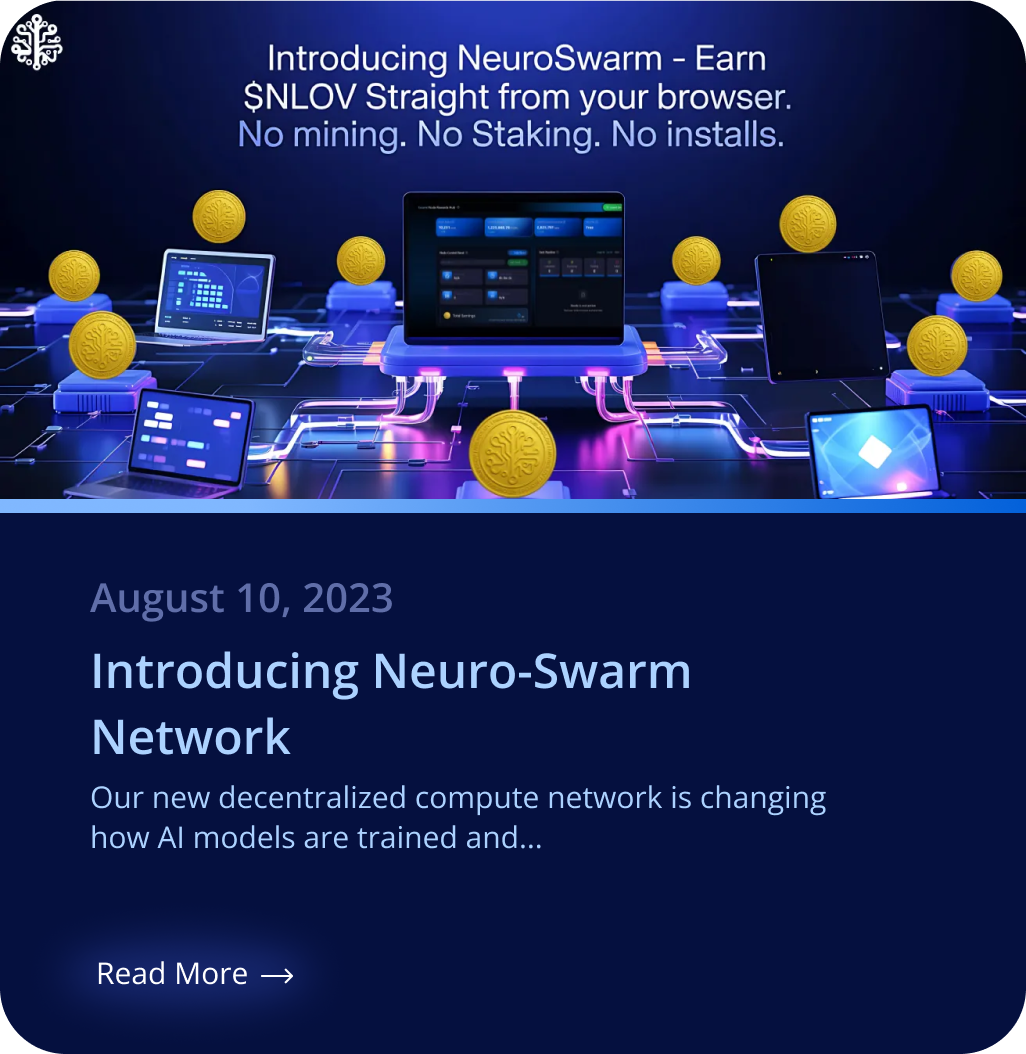 Introducing NeuroSwarm - Earn
$NLOV Straight from your browser.
No mining. No Staking. No installs.
August 10, 2023
Introducing Neuro-Swarm
Network
Our new decentralized compute network is changing
how AI models are trained and...
Read More →